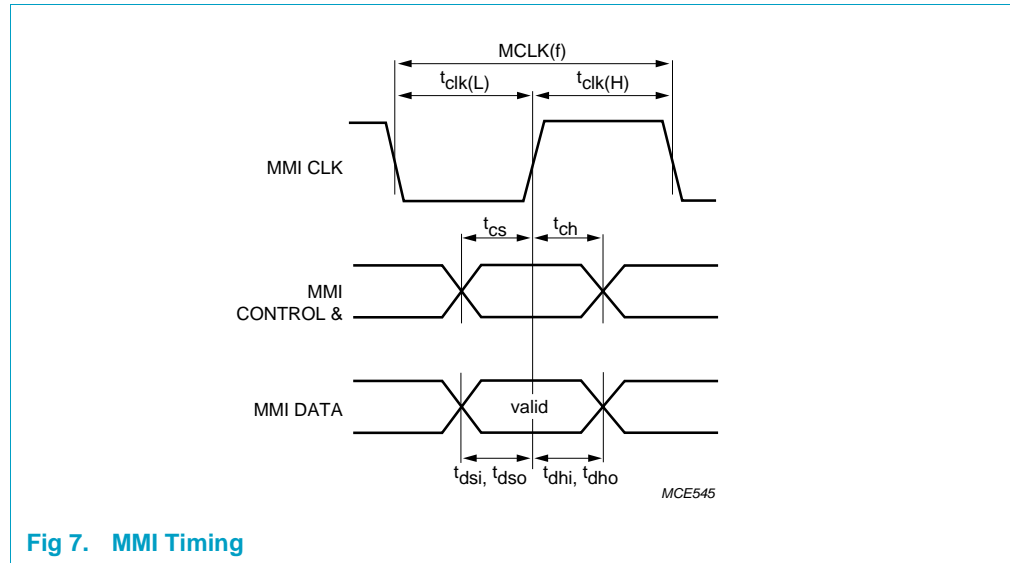 MCLK(f)
tclk(L) tclk(H)
MMI CLK
tcs tch
MMI
CONTROL &
MMI DATA valid
tdsi, tdso tdhi, tdho
MCE545
Fig 7. MMI Timing